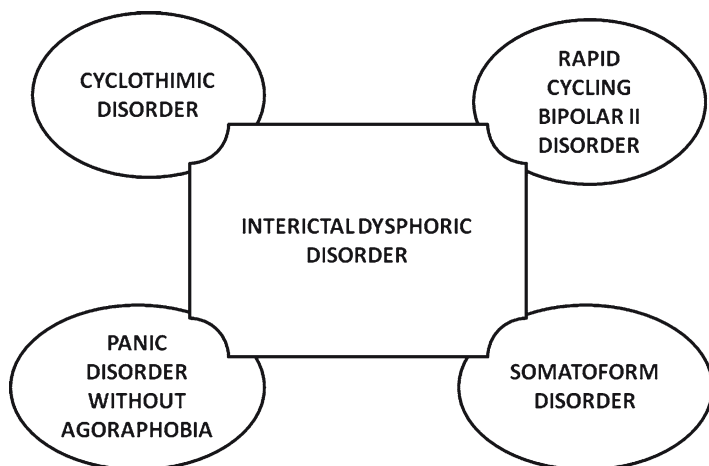 CYCLOTHIMIC
DISORDER
RAPID
CYCLING
BIPOLAR II
DISORDER
INTERICTAL DYSPHORIC
DISORDER
PANIC
DISORDER
WITHOUT
AGORAPHOBIA
SOMATOFORM
DISORDER